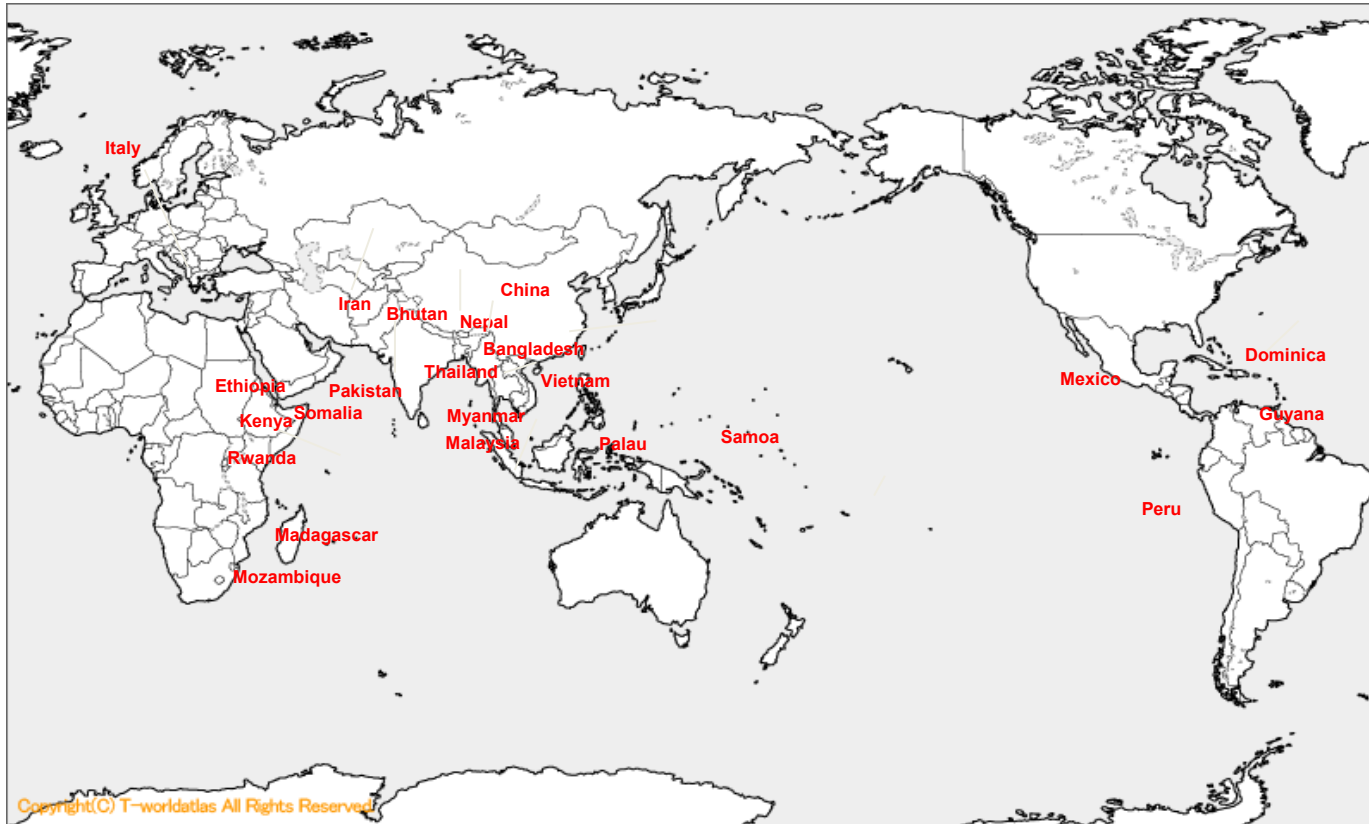 Italy
China
Iran
Bhutan
Nepal
Bangladesh
Dominica
Thailand
Mexico
Vietnam
Ethiopia
Pakistan
Somalia
Guyana
Myanmar
Kenya
Samoa
Malaysia
Palau
Rwanda
Peru
Madagascar
Mozambique
Copyright(C) T-worldatlas All Rights Reserved